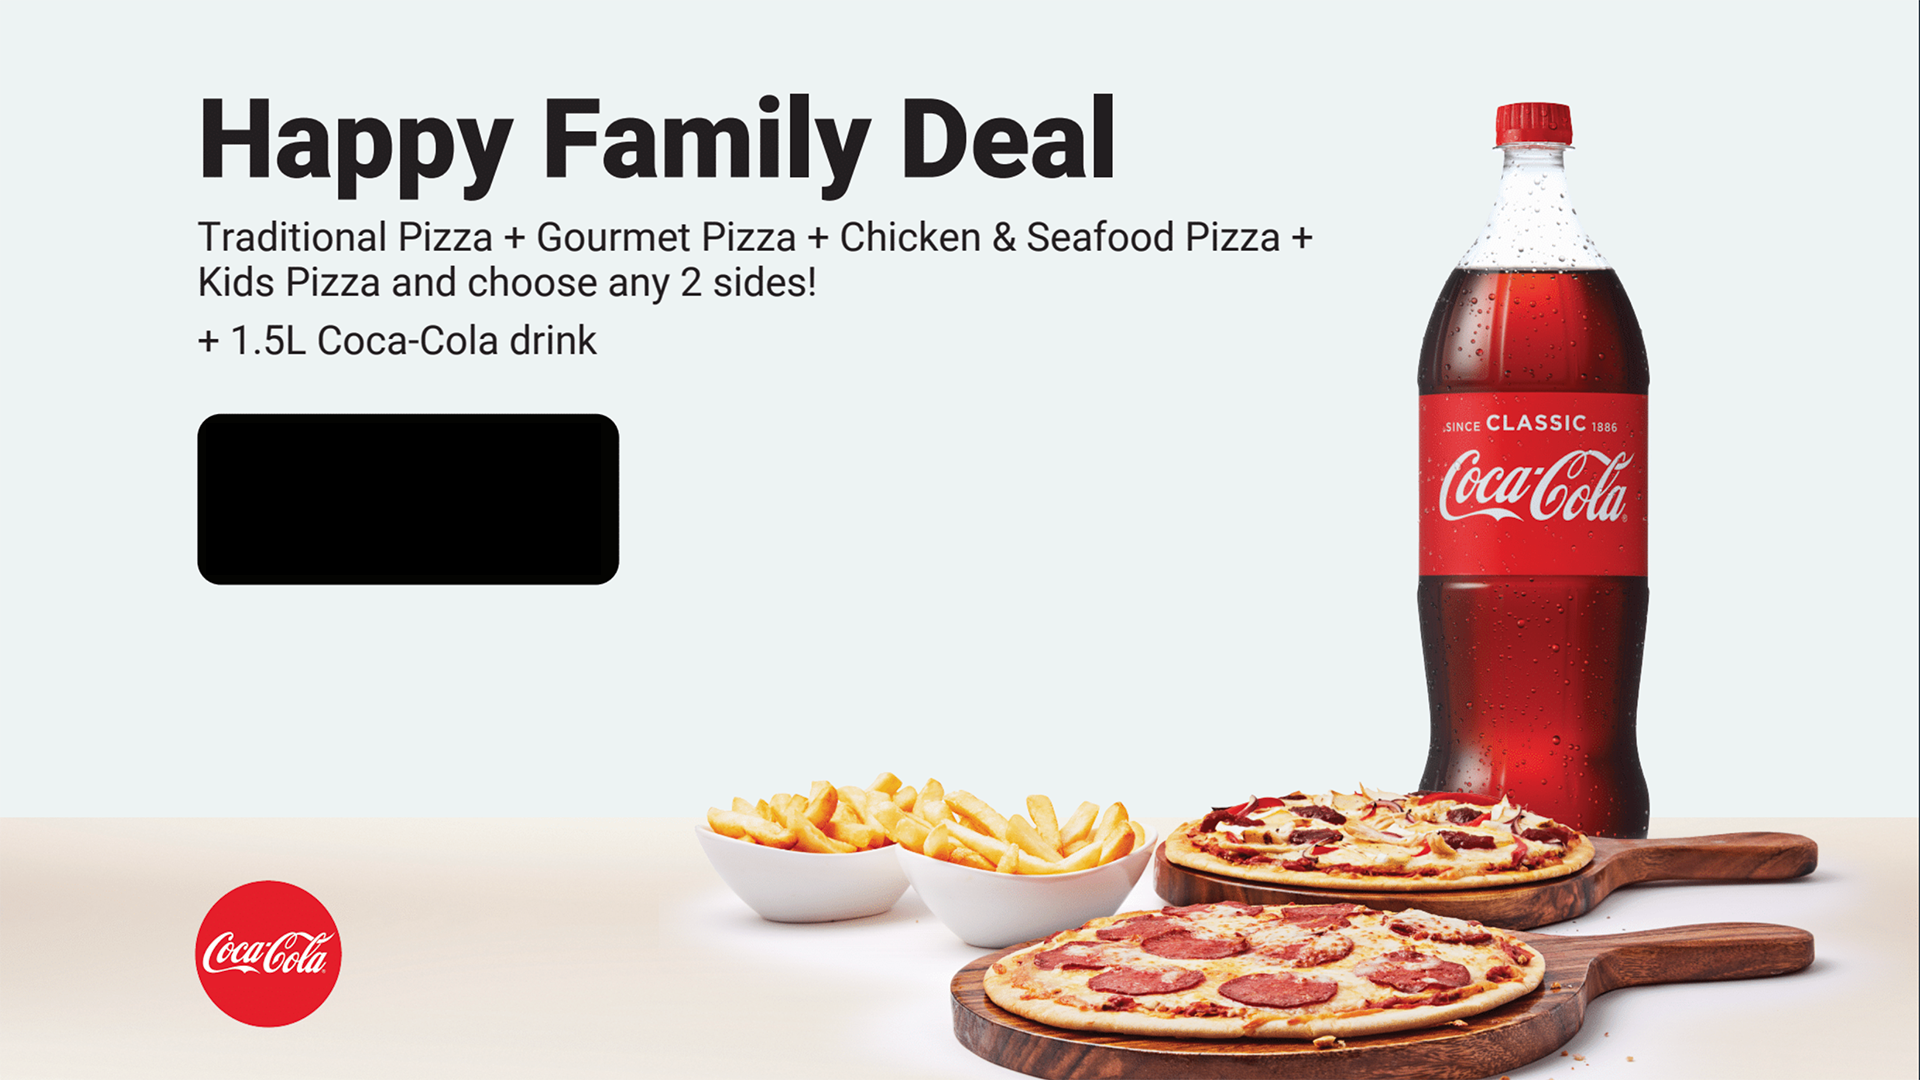 Happy Family Deal
Traditional Pizza + Gourmet Pizza + Chicken & Seafood Pizza +
Kids Pizza and choose any 2 sides!
+ 1.5L Coca-Cola drink
SINCE CLASSIC 1886
Coca-Cola
Coca-Cola